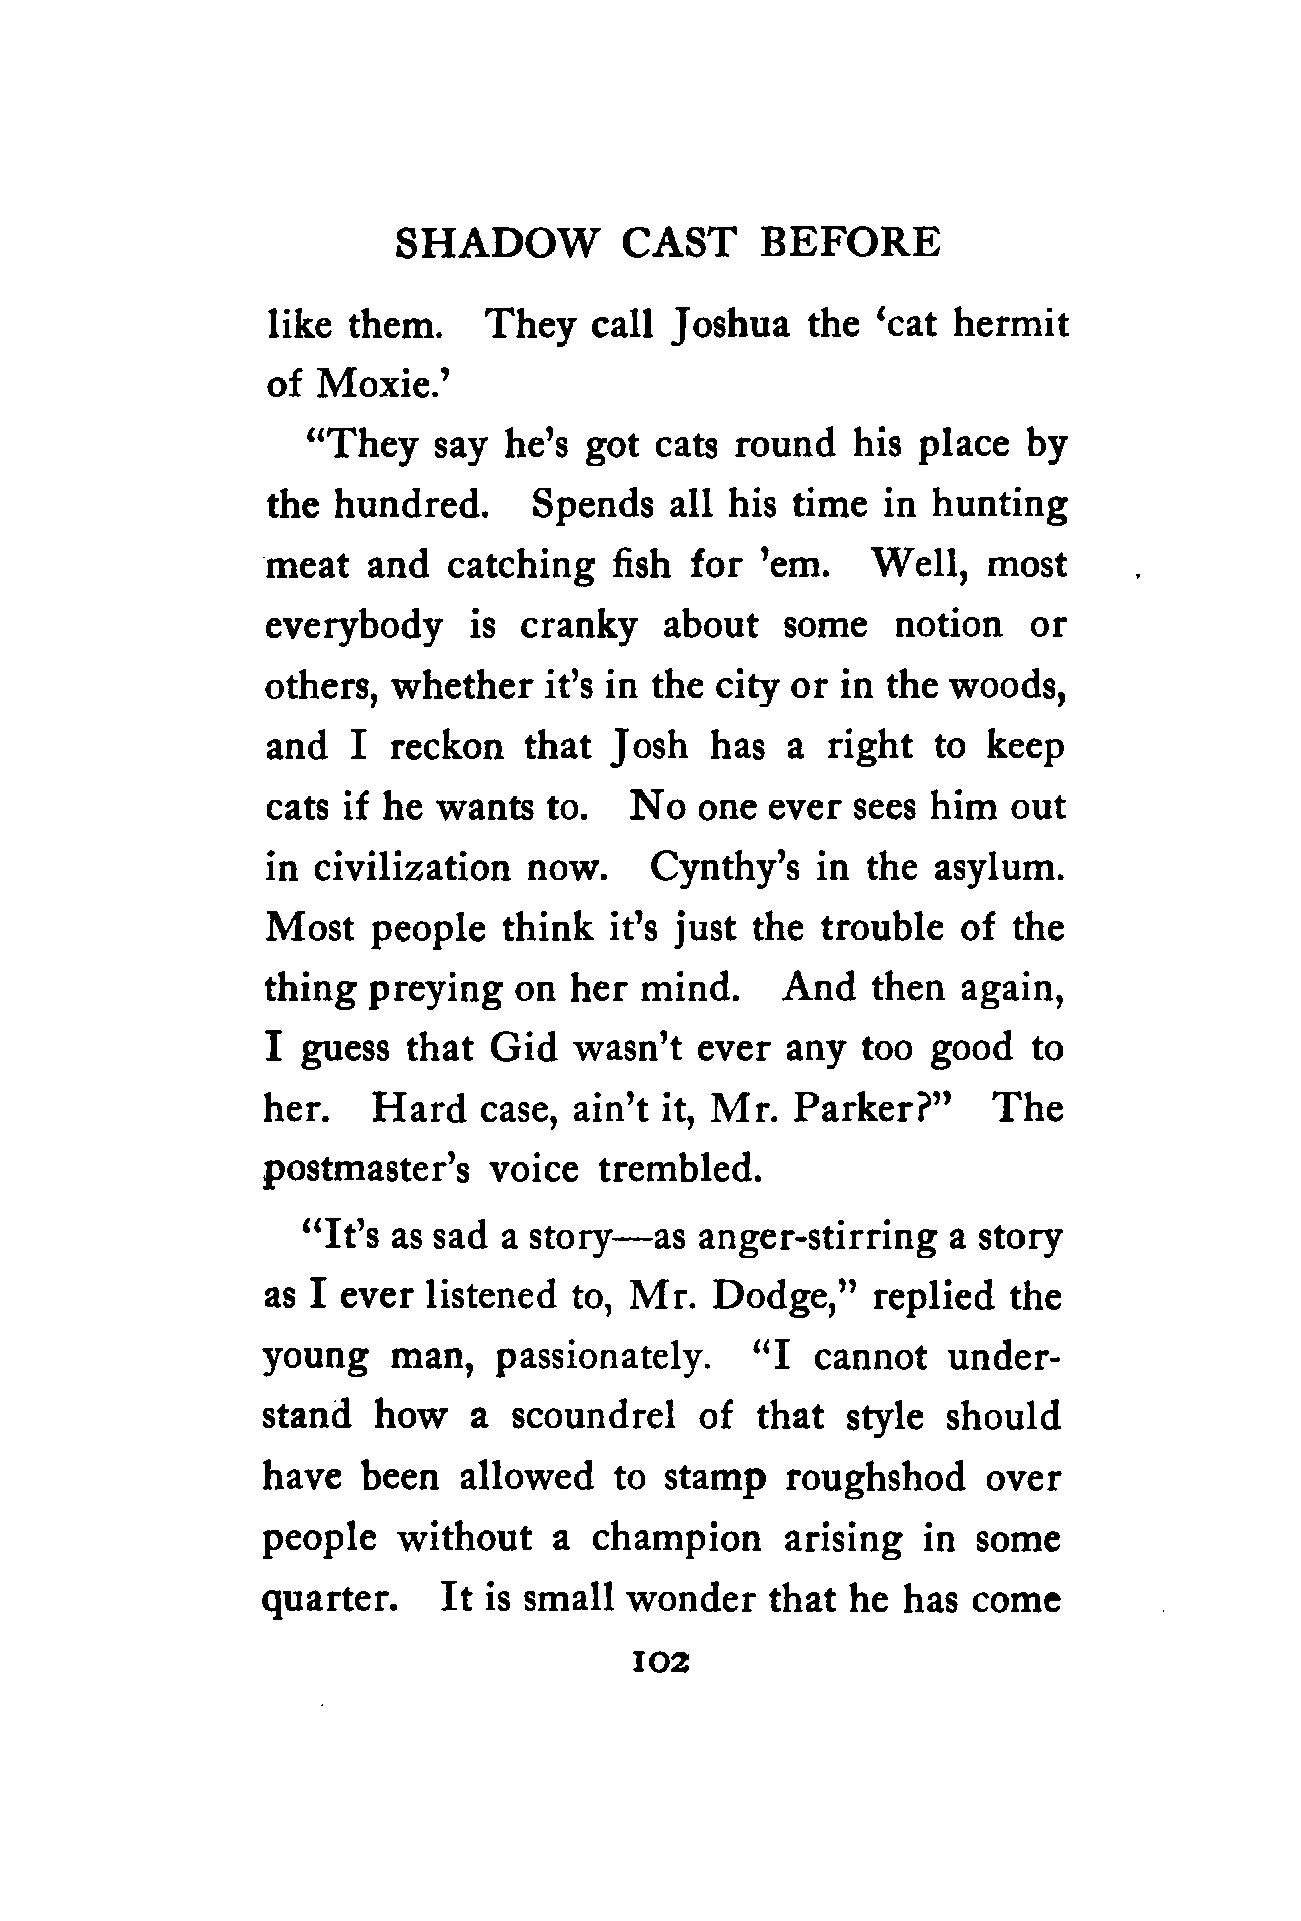 SHADOW CAST BEFORE
like them. They call Joshua the ‘cat hermit
of Moxie.’
“They say he’s got cats round his place by
the hundred. Spends all his time in hunting
meat and catching fish for ’em. Well, most
everybody is cranky about some notion or
others, whether it’s in the city or in the woods,
and I reckon that Josh has a right to keep
cats if he wants to. No one ever sees him out
in civilization now. Cynthy’s in the asylum.
Most people think it’s just the trouble of the
thing preying on her mind. And then again,
I guess that Gid wasn’t ever any too good to
her. Hard case, ain’t it, Mr. Parker?” The
postmaster’s voice trembled.
“It’s as sad a story—as anger-stirring a story
as I ever listened to, Mr. Dodge,” replied the
young man, passionately. “I cannot under-
stand how a scoundrel of that style should
have been allowed to stamp roughshod over
people without a champion arising in some
quarter. It is small wonder that he has come
102